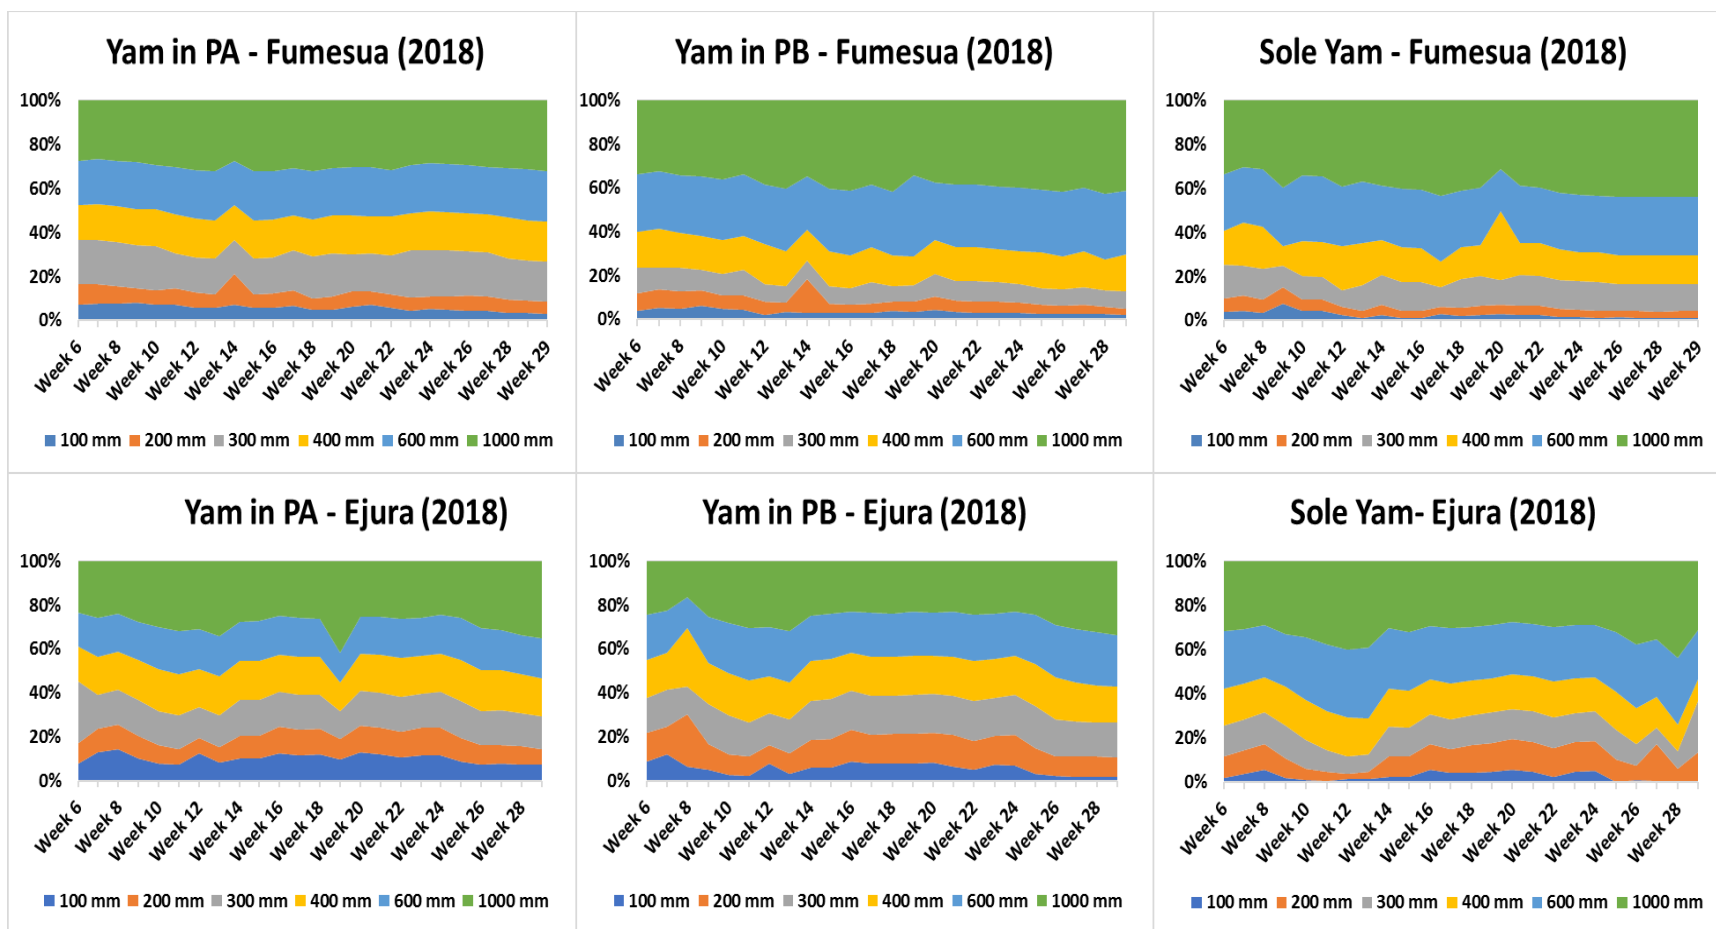 Yam in PA - Fumesua (2018)
100%
80%
60%
40%
20%
0%
Week 6
Week 8
Week 10
Week 12
Week 14
Week 16
Week 18
Week 20
Week 22
Week 24
Week 26
Week 28
Week 29
100 mm 200 mm 300 mm 400 mm 600 mm 1000 mm
Yam in PB - Fumesua (2018)
100%
80%
60%
40%
20%
0%
Week 6
Week 8
Week 10
Week 12
Week 14
Week 16
Week 18
Week 20
Week 22
Week 24
Week 26
Week 28
100 mm 200 mm 300 mm 400 mm 600 mm 1000 mm
Sole Yam - Fumesua (2018)
100%
80%
60%
40%
20%
0%
Week 6
Week 8
Week 10
Week 12
Week 14
Week 16
Week 18
Week 20
Week 22
Week 24
Week 26
Week 28
Week 29
100 mm 200 mm 300 mm 400 mm 600 mm 1000 mm
Yam in PA - Ejura (2018)
100%
80%
60%
40%
20%
0%
Week 6
Week 8
Week 10
Week 12
Week 14
Week 16
Week 18
Week 20
Week 22
Week 24
Week 26
Week 28
100 mm 200 mm 300 mm 400 mm 600 mm 1000 mm
Yam in PB - Ejura (2018)
100%
80%
60%
40%
20%
0%
Week 6
Week 8
Week 10
Week 12
Week 14
Week 16
Week 18
Week 20
Week 22
Week 24
Week 26
Week 28
100 mm 200 mm 300 mm 400 mm 600 mm 1000 mm
Sole Yam- Ejura (2018)
100%
80%
60%
40%
20%
0%
Week 6
Week 8
Week 10
Week 12
Week 14
Week 16
Week 18
Week 20
Week 22
Week 24
Week 26
Week 28
100 mm 200 mm 300 mm 400 mm 600 mm 1000 mm